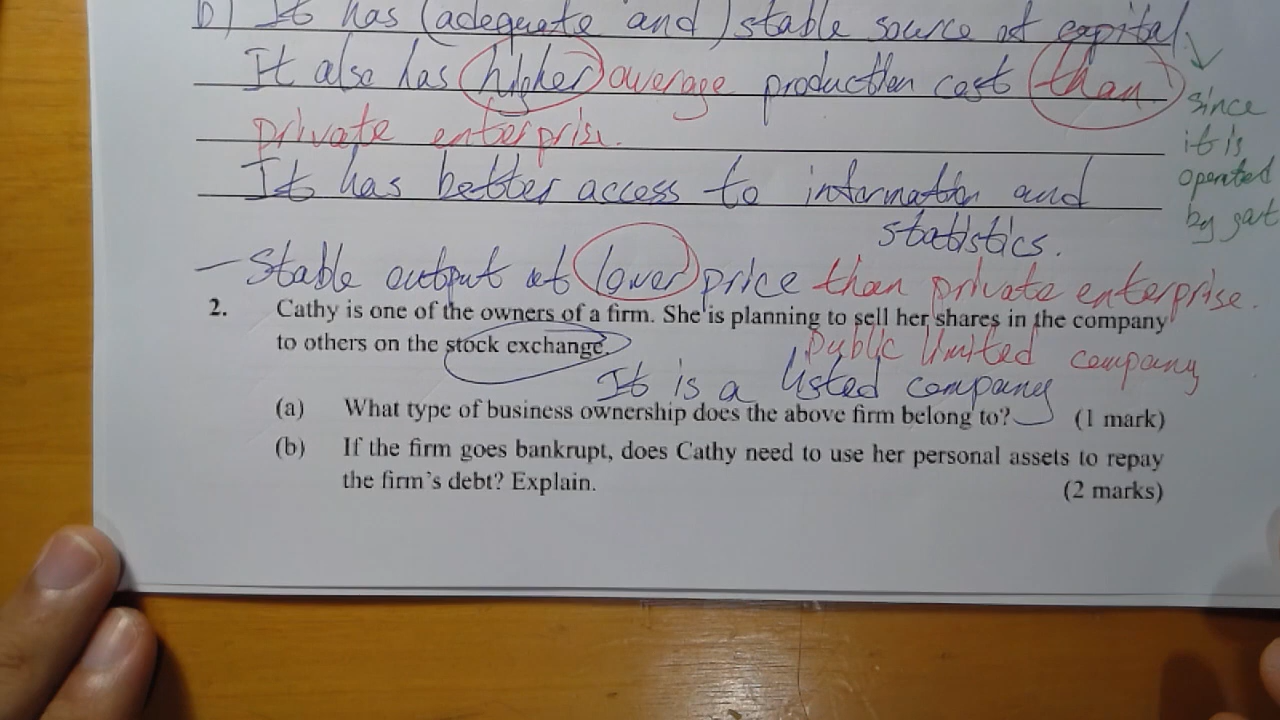 b) It has (adequate and) stable source of capital
It also has higher average production cost than
private enterprise.
since
it is
operated
by gov't
It has better access to information and
statistics.
— Stable output at lower price than private enterprise.
2. Cathy is one of the owners of a firm. She is planning to sell her shares in the company
to others on the stock exchange.
Public limited company
It is a listed company
(a) What type of business ownership does the above firm belong to? (1 mark)
(b) If the firm goes bankrupt, does Cathy need to use her personal assets to repay
the firm's debt? Explain. (2 marks)